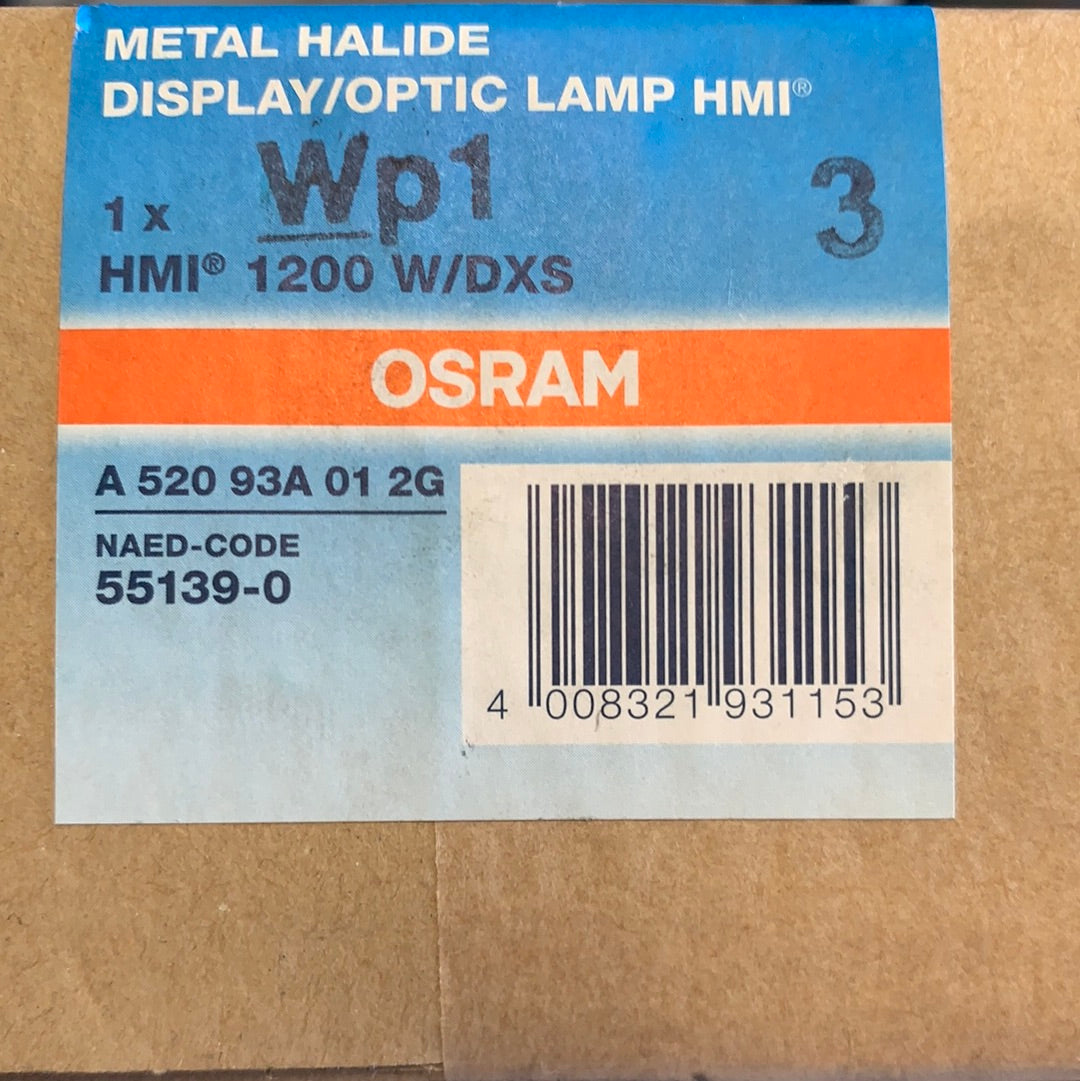 METAL HALIDE
DISPLAY/OPTIC LAMP HMI®
Wp1
3
1 x
HMI® 1200 W/DXS
OSRAM
A 520 93A 01 2G
NAED-CODE
55139-0
4 008321 931153